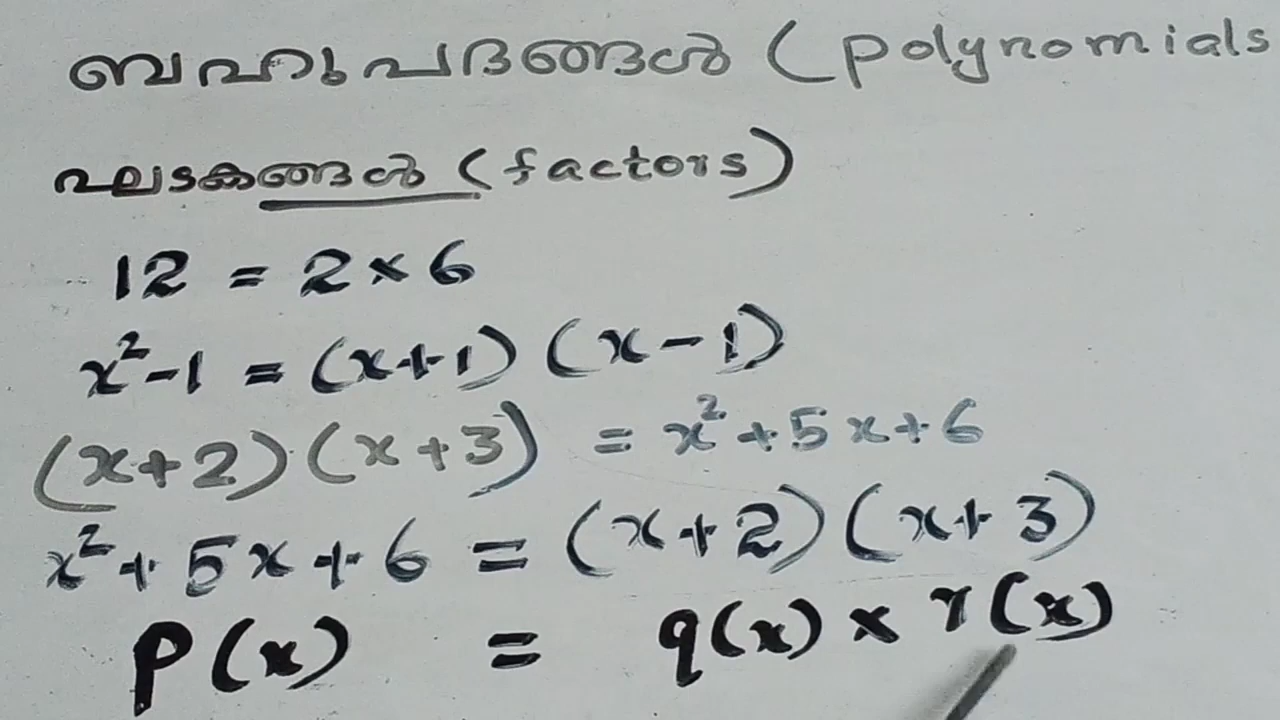 ബഹുപദങ്ങൾ (polynomials
ഘടകങ്ങൾ (factors)
12 = 2 × 6
x² - 1 = (x+1) (x-1)
(x+2) (x+3) = x² + 5x + 6
x² + 5x + 6 = (x+2) (x+3)
P(x) = q(x) × r(x)